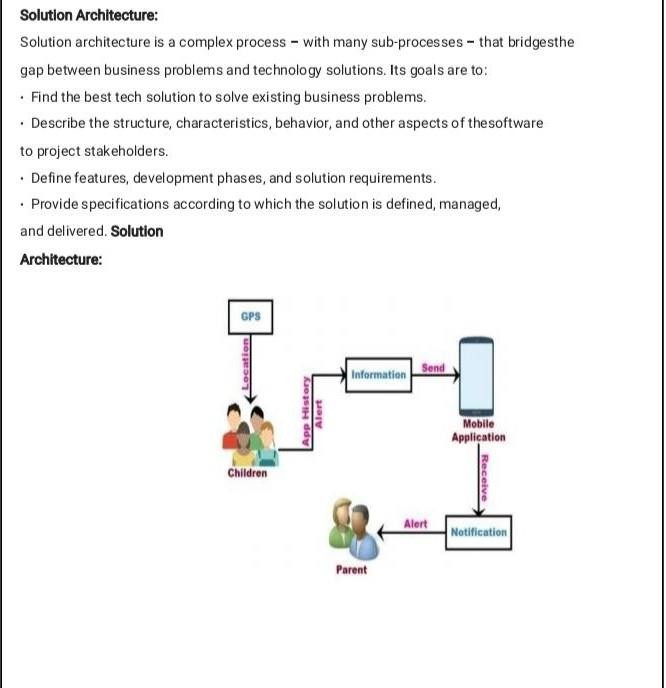 Solution Architecture:
Solution architecture is a complex process – with many sub-processes – that bridgesthe
gap between business problems and technology solutions. Its goals are to:
· Find the best tech solution to solve existing business problems.
· Describe the structure, characteristics, behavior, and other aspects of thesoftware
to project stakeholders.
· Define features, development phases, and solution requirements.
· Provide specifications according to which the solution is defined, managed,
and delivered. Solution
Architecture:
GPS
Location
Children
App History
Alert
Information
Send
Mobile
Application
Receive
Notification
Alert
Parent